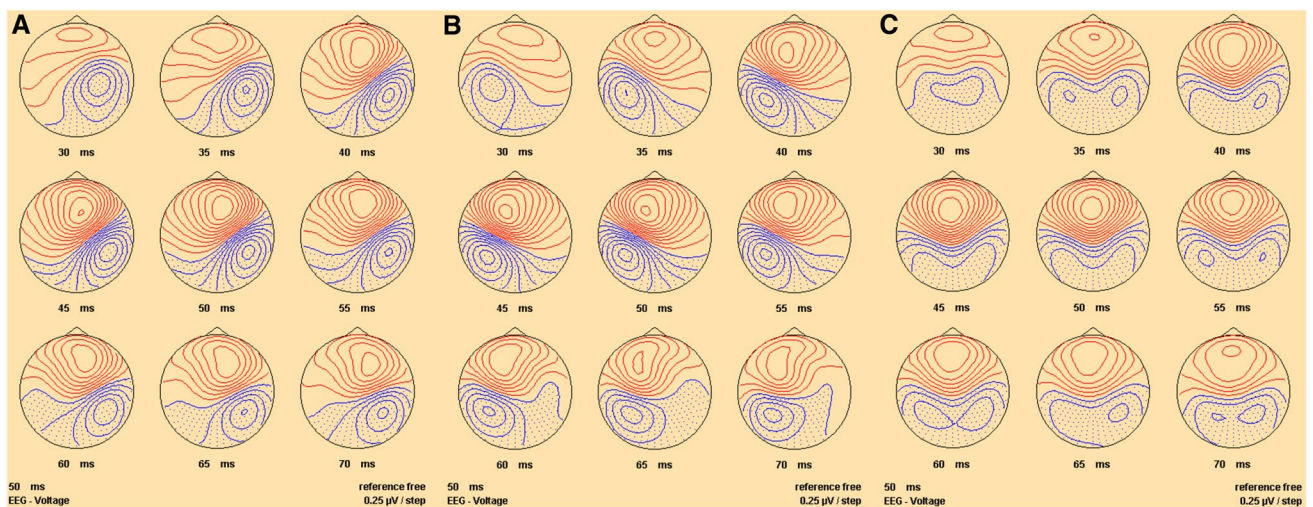 A
30 ms
35 ms
40 ms
45 ms
50 ms
55 ms
60 ms
65 ms
70 ms
50 ms
EEG - Voltage
reference free
0.25 µV / step
B
30 ms
35 ms
40 ms
45 ms
50 ms
55 ms
60 ms
65 ms
70 ms
50 ms
EEG - Voltage
reference free
0.25 µV / step
C
30 ms
35 ms
40 ms
45 ms
50 ms
55 ms
60 ms
65 ms
70 ms
50 ms
EEG - Voltage
reference free
0.25 µV / step